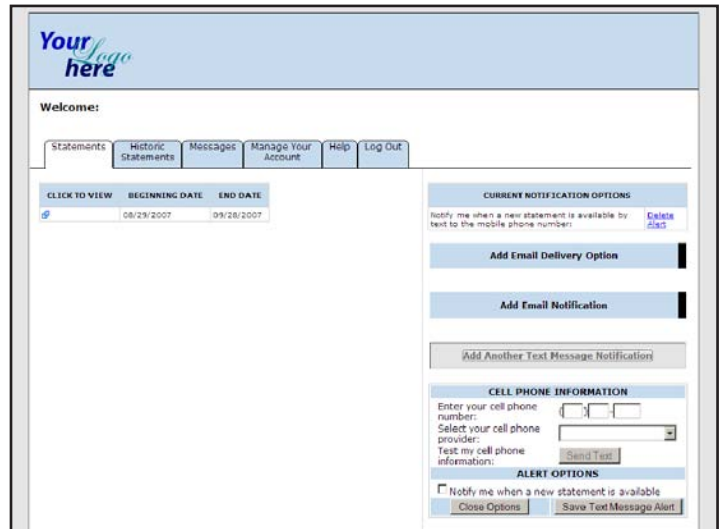 Your
Logo
here
Welcome:
Statements
Historic
Statements
Messages
Manage Your
Account
Help
Log Out
CLICK TO VIEW BEGINNING DATE END DATE
08/29/2007 09/28/2007
CURRENT NOTIFICATION OPTIONS
Notify me when a new statement is available by
text to the mobile phone number:
Delete
Alert
Add Email Delivery Option
Add Email Notification
Add Another Text Message Notification
CELL PHONE INFORMATION
Enter your cell phone
number:
( ) -
Select your cell phone
provider:
Test my cell phone
information:
Send Text
ALERT OPTIONS
Notify me when a new statement is available
Close Options Save Text Message Alert